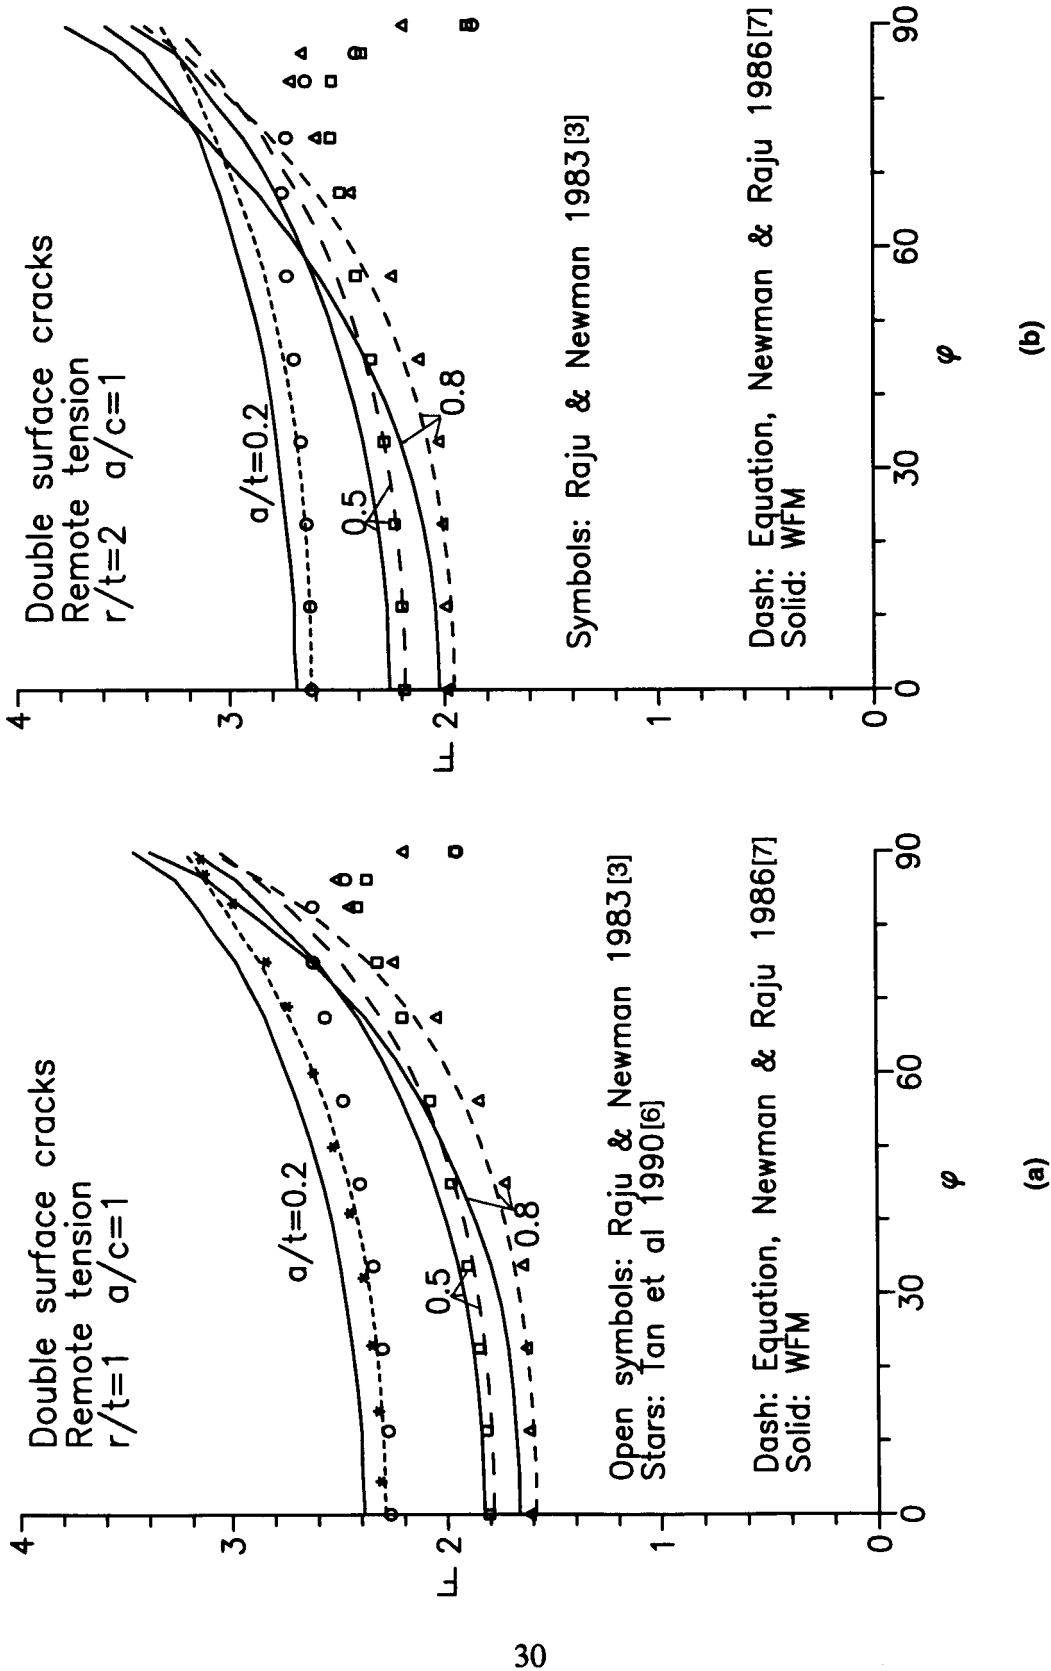 Double surface cracks
Remote tension
r/t=1 a/c=1
4
3
F 2
1
0
a/t=0.2
0.5
0.8
Open symbols: Raju & Newman 1983[3]
Stars: Tan et al 1990[6]
Dash: Equation, Newman & Raju 1986[7]
Solid: WFM
0
30
60
90
φ
(a)
Double surface cracks
Remote tension
r/t=2 a/c=1
4
3
F 2
1
0
a/t=0.2
0.5
0.8
Symbols: Raju & Newman 1983[3]
Dash: Equation, Newman & Raju 1986[7]
Solid: WFM
0
30
60
90
φ
(b)
30